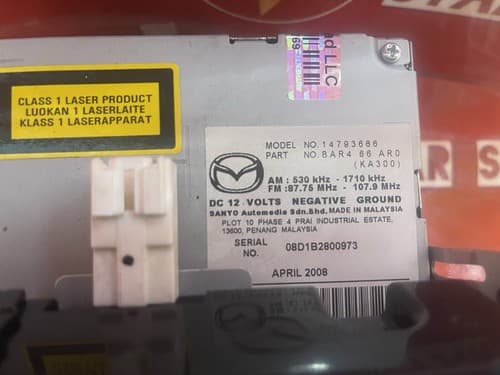 ad LLC
CLASS 1 LASER PRODUCT
LUOKAN 1 LASERLAITE
KLASS 1 LASERAPPARAT
MODEL NO. 14793686
PART NO. BAR4 66 AR0
(KA300)
AM : 530 kHz - 1710 kHz
FM : 87.75 MHz - 107.9 MHz
DC 12 VOLTS NEGATIVE GROUND
SANYO Automedia Sdn.Bhd. MADE IN MALAYSIA
PLOT 10 PHASE 4 PRAI INDUSTRIAL ESTATE,
13600, PENANG MALAYSIA
SERIAL NO. 08D1B2800973
APRIL 2008